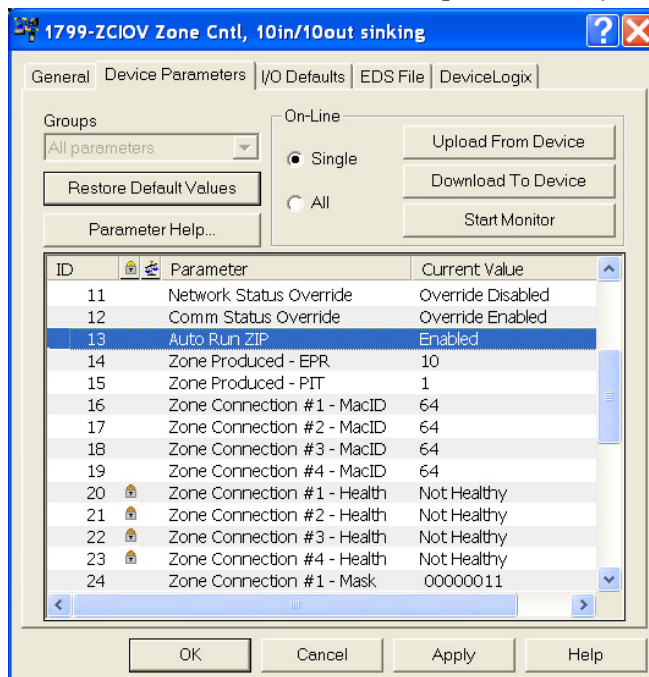 1799-ZCIOV Zone Cntl, 10in/10out sinking
General Device Parameters I/O Defaults EDS File DeviceLogix
Groups
All parameters
Restore Default Values
Parameter Help...
On-Line
Single
All
Upload From Device
Download To Device
Start Monitor
ID Parameter Current Value
11 Network Status Override Override Disabled
12 Comm Status Override Override Enabled
13 Auto Run ZIP Enabled
14 Zone Produced - EPR 10
15 Zone Produced - PIT 1
16 Zone Connection #1 - MacID 64
17 Zone Connection #2 - MacID 64
18 Zone Connection #3 - MacID 64
19 Zone Connection #4 - MacID 64
20 Zone Connection #1 - Health Not Healthy
21 Zone Connection #2 - Health Not Healthy
22 Zone Connection #3 - Health Not Healthy
23 Zone Connection #4 - Health Not Healthy
24 Zone Connection #1 - Mask 00000011
OK Cancel Apply Help